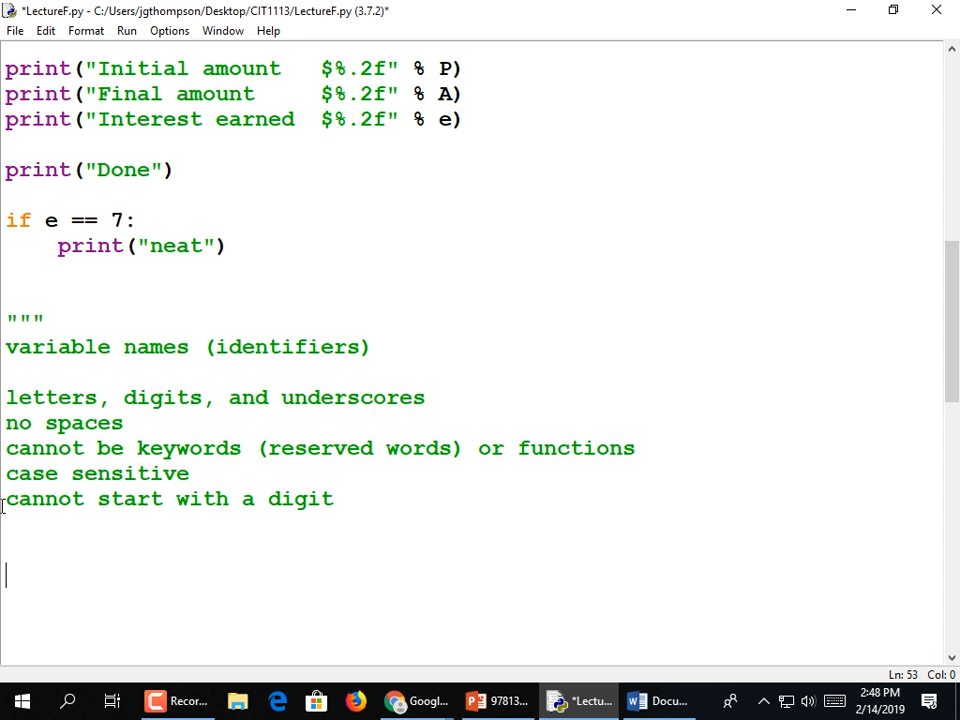 *LectureF.py - C:/Users/jgthompson/Desktop/CIT1113/LectureF.py (3.7.2)*
File Edit Format Run Options Window Help
print("Initial amount   $%.2f" % P)
print("Final amount     $%.2f" % A)
print("Interest earned  $%.2f" % e)
print("Done")
if e == 7:
    print("neat")
"""
variable names (identifiers)
letters, digits, and underscores
no spaces
cannot be keywords (reserved words) or functions
case sensitive
cannot start with a digit
Ln: 53 Col: 0
Recor... Googl... 97813... *Lectu... Docu...
2:48 PM
2/14/2019